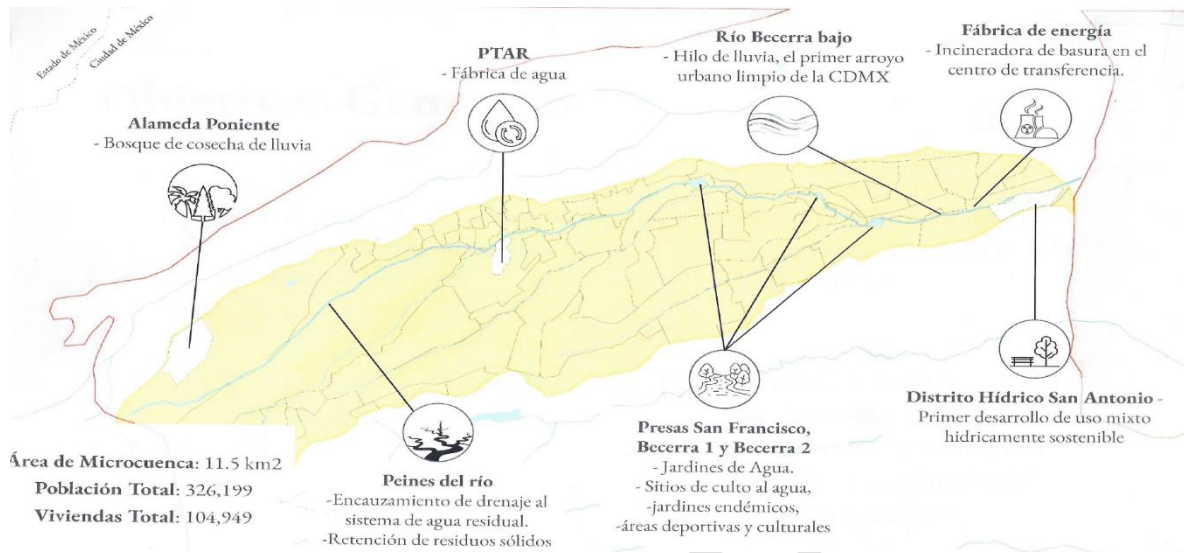 Estado de México
Ciudad de México
Alameda Poniente
- Bosque de cosecha de lluvia
PTAR
- Fábrica de agua
Río Becerra bajo
- Hilo de lluvia, el primer arroyo
urbano limpio de la CDMX
Fábrica de energía
- Incineradora de basura en el
centro de transferencia.
Área de Microcuenca: 11.5 km2
Población Total: 326,199
Viviendas Total: 104,949
Peines del río
-Encauzamiento de drenaje al
sistema de agua residual.
-Retención de residuos sólidos
Presas San Francisco,
Becerra 1 y Becerra 2
- Jardines de Agua.
- Sitios de culto al agua,
-jardines endémicos,
-áreas deportivas y culturales
Distrito Hídrico San Antonio -
Primer desarrollo de uso mixto
hidricamente sostenible